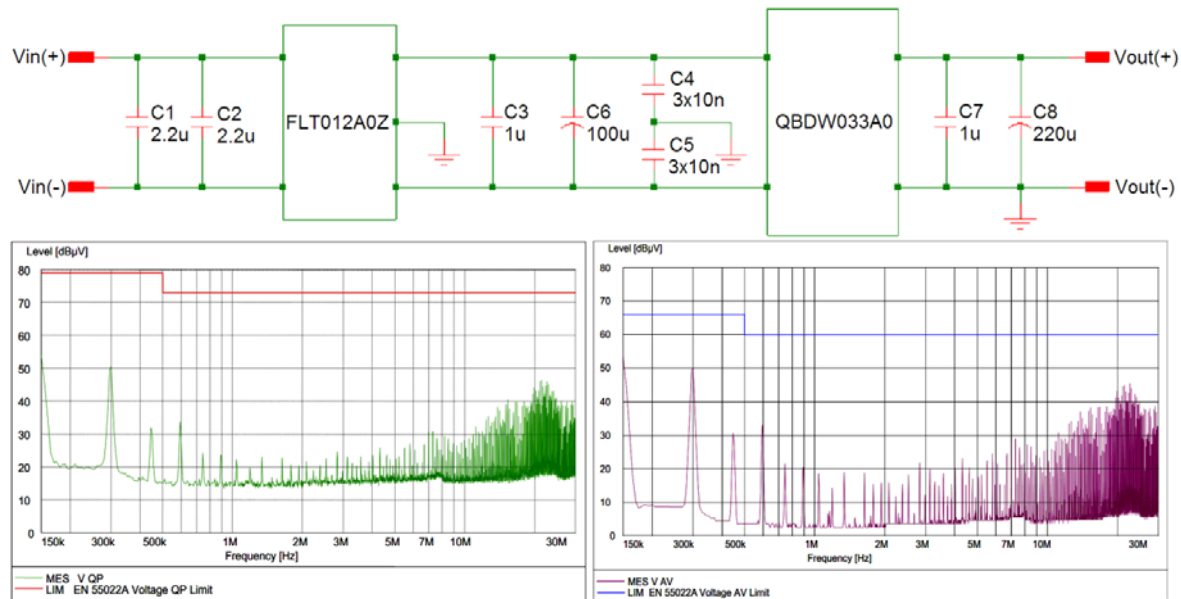 Vin(+)
Vin(-)
C1
2.2u
C2
2.2u
FLT012A0Z
C3
1u
C6
100u
C4
3x10n
C5
3x10n
QBDW033A0
C7
1u
C8
220u
Vout(+)
Vout(-)
Level [dBµV]
80
70
60
50
40
30
20
10
0
150k 300k 500k 1M 2M 3M 5M 7M 10M 30M
Frequency [Hz]
MES V QP
LIM EN 55022A Voltage QP Limit
Level [dBµV]
80
70
60
50
40
30
20
10
0
150k 300k 500k 1M 2M 3M 5M 7M 10M 30M
Frequency [Hz]
MES V AV
LIM EN 55022A Voltage AV Limit